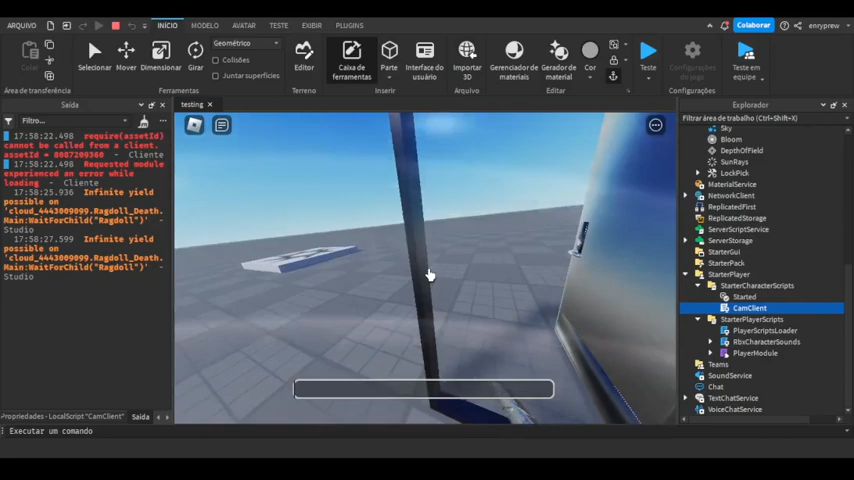 ARQUIVO
INÍCIO
MODELO
AVATAR
TESTE
EXIBIR
PLUGINS
Colaborar
enryprew
Colar
Área de transferência
Selecionar
Mover
Dimensionar
Girar
Geométrico
Colisões
Juntar superfícies
Ferramentas
Editor
Terreno
Caixa de
ferramentas
Parte
Interface do
usuário
Inserir
Importar
3D
Arquivo
Gerenciador de
materiais
Gerador de
material
Cor
Editar
Teste
Configurações
do jogo
Configurações
Teste em
equipe
Saída
Filtro...
17:58:22.498 require(assetId)
cannot be called from a client.
assetId = 8087209360 - Cliente
17:58:22.498 Requested module
experienced an error while
loading - Cliente
17:58:25.936 Infinite yield
possible on
'cloud_4443009099.Ragdoll_Death.
Main:WaitForChild("Ragdoll")' -
Studio
17:58:27.599 Infinite yield
possible on
'cloud_4443009099.Ragdoll_Death.
Main:WaitForChild("Ragdoll")' -
Studio
Propriedades - LocalScript "CamClient"
Saída
Executar um comando
testing
Explorador
Filtrar área de trabalho (Ctrl+Shift+X)
Sky
Bloom
DepthOfField
SunRays
LockPick
MaterialService
NetworkClient
ReplicatedFirst
ReplicatedStorage
ServerScriptService
ServerStorage
StarterGui
StarterPack
StarterPlayer
StarterCharacterScripts
Started
CamClient
StarterPlayerScripts
PlayerScriptsLoader
RbxCharacterSounds
PlayerModule
Teams
SoundService
Chat
TextChatService
VoiceChatService